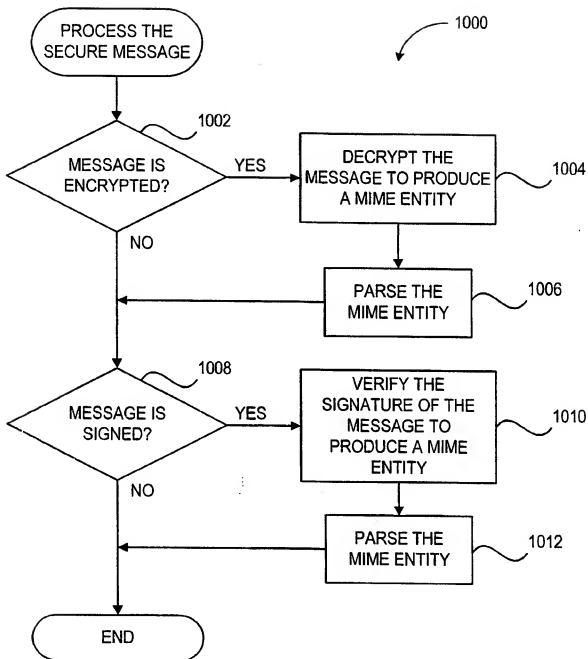 PROCESS THE
SECURE MESSAGE
1000
1002
MESSAGE IS
ENCRYPTED?
YES
NO
DECRYPT THE
MESSAGE TO PRODUCE
A MIME ENTITY
1004
PARSE THE
MIME ENTITY
1006
1008
MESSAGE IS
SIGNED?
YES
NO
VERIFY THE
SIGNATURE OF THE
MESSAGE TO
PRODUCE A MIME
ENTITY
1010
PARSE THE
MIME ENTITY
1012
END